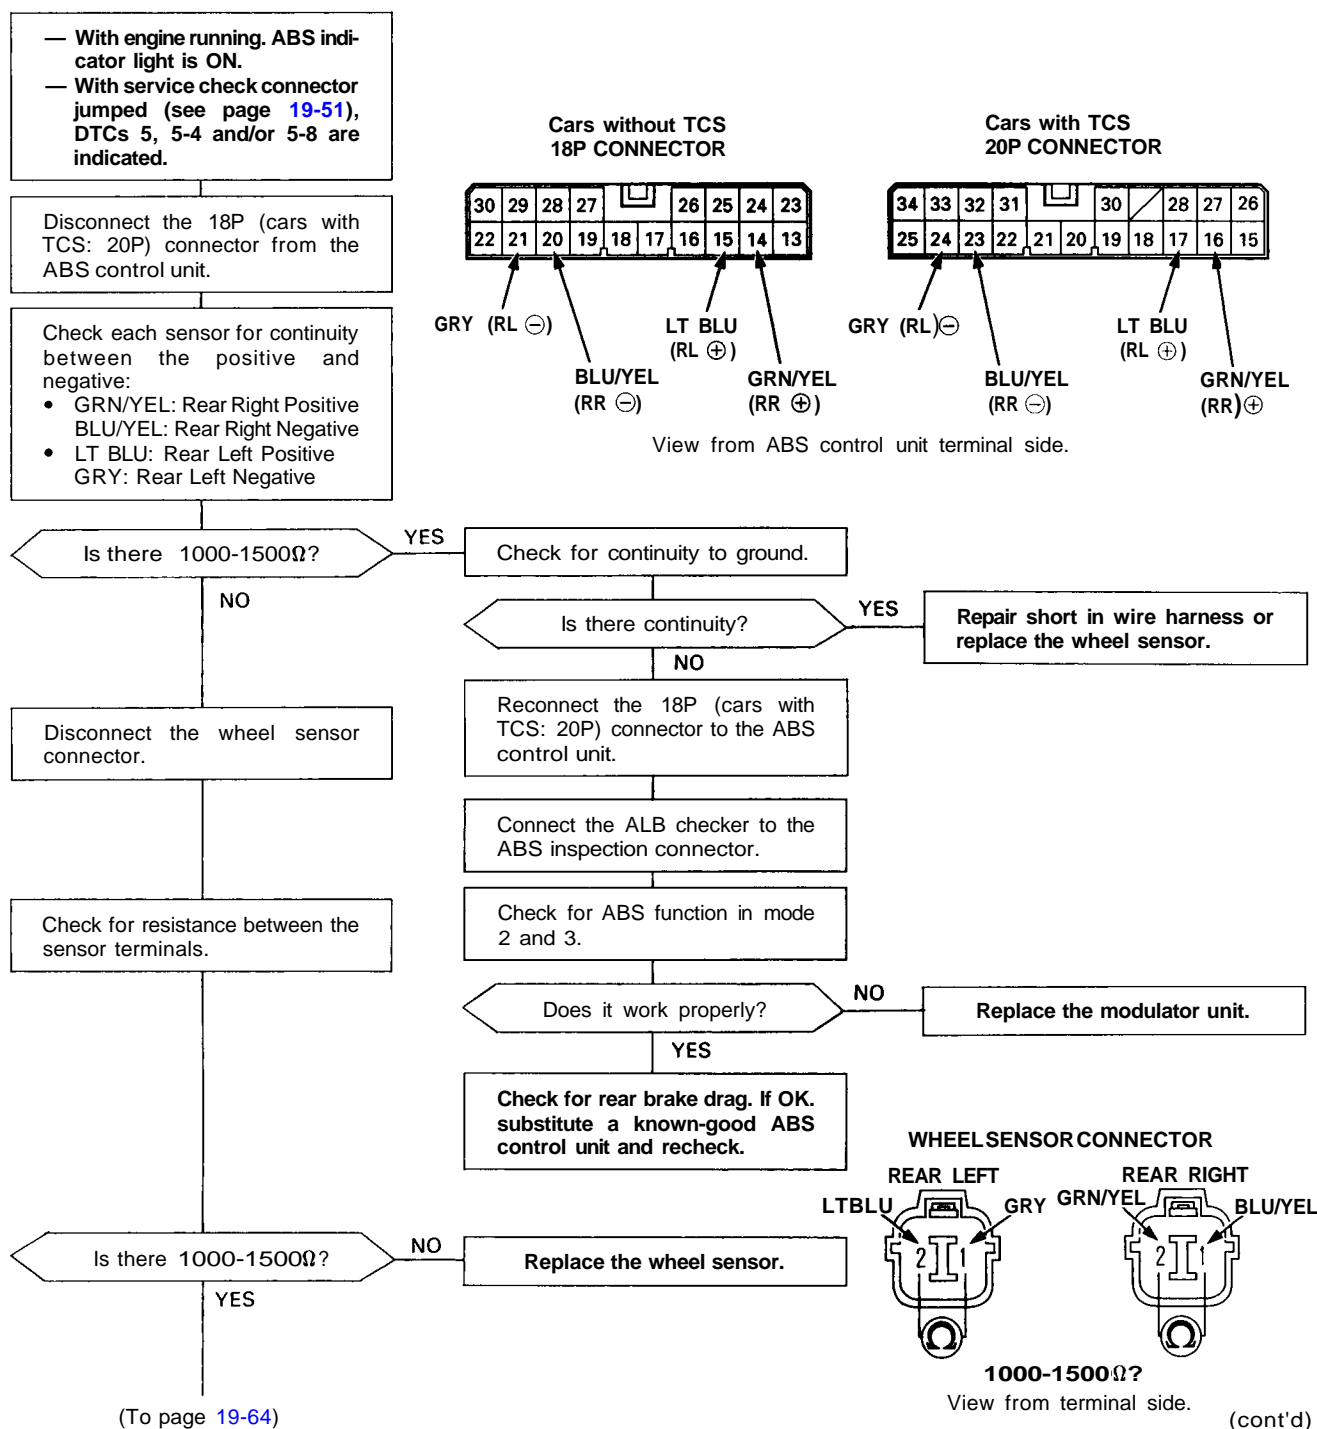 — With engine running. ABS indi-
cator light is ON.
— With service check connector
jumped (see page 19-51),
DTCs 5, 5-4 and/or 5-8 are
indicated.
Disconnect the 18P (cars with
TCS: 20P) connector from the
ABS control unit.
Check each sensor for continuity
between the positive and
negative:
• GRN/YEL: Rear Right Positive
BLU/YEL: Rear Right Negative
• LT BLU: Rear Left Positive
GRY: Rear Left Negative
Cars without TCS
18P CONNECTOR
30 29 28 27 26 25 24 23
22 21 20 19 18 17 16 15 14 13
GRY (RL ⊖)
BLU/YEL
(RR ⊖)
LT BLU
(RL ⊕)
GRN/YEL
(RR ⊕)
Cars with TCS
20P CONNECTOR
34 33 32 31 30 28 27 26
25 24 23 22 21 20 19 18 17 16 15
GRY (RL)⊖
BLU/YEL
(RR ⊖)
LT BLU
(RL ⊕)
GRN/YEL
(RR)⊕
View from ABS control unit terminal side.
Is there 1000-1500Ω?
YES
NO
Check for continuity to ground.
Is there continuity?
YES
NO
Repair short in wire harness or
replace the wheel sensor.
Disconnect the wheel sensor
connector.
Reconnect the 18P (cars with
TCS: 20P) connector to the ABS
control unit.
Connect the ALB checker to the
ABS inspection connector.
Check for resistance between the
sensor terminals.
Check for ABS function in mode
2 and 3.
Does it work properly?
NO
YES
Replace the modulator unit.
Check for rear brake drag. If OK.
substitute a known-good ABS
control unit and recheck.
Is there 1000-1500Ω?
NO
YES
Replace the wheel sensor.
WHEEL SENSOR CONNECTOR
REAR LEFT
LTBLU
GRY
2 1
Ω
REAR RIGHT
GRN/YEL
BLU/YEL
2 1
Ω
1000-1500Ω?
View from terminal side.
(To page 19-64)
(cont'd)